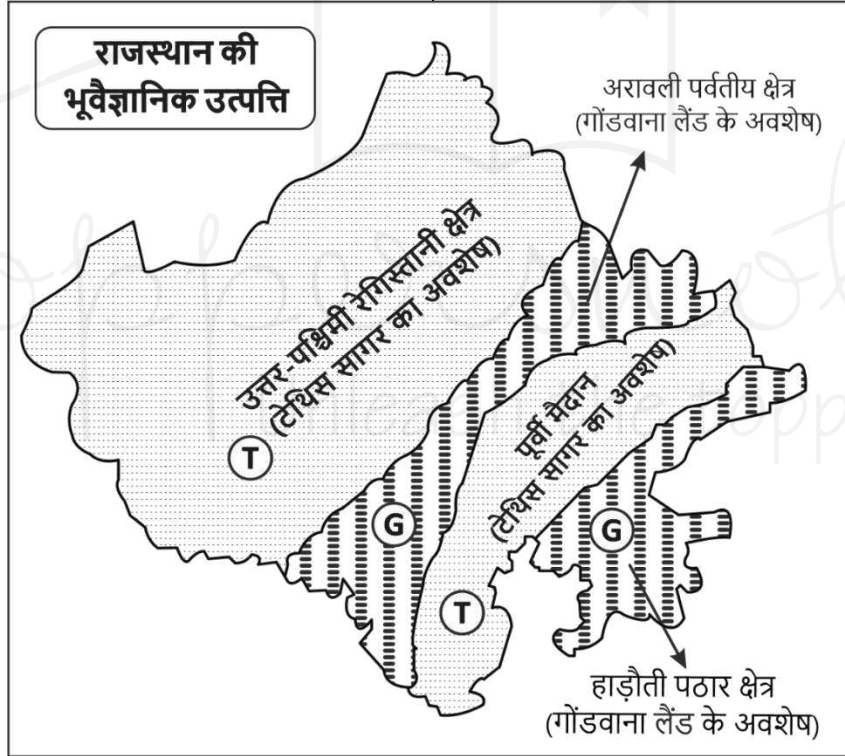 राजस्थान की
भूवैज्ञानिक उत्पत्ति
अरावली पर्वतीय क्षेत्र
(गोंडवाना लैंड के अवशेष)
उत्तर-पश्चिमी रेगिस्तानी क्षेत्र
(टेथिस सागर का अवशेष)
T
पूर्वी मैदान
(टेथिस सागर का अवशेष)
G
G
T
हाड़ौती पठार क्षेत्र
(गोंडवाना लैंड के अवशेष)